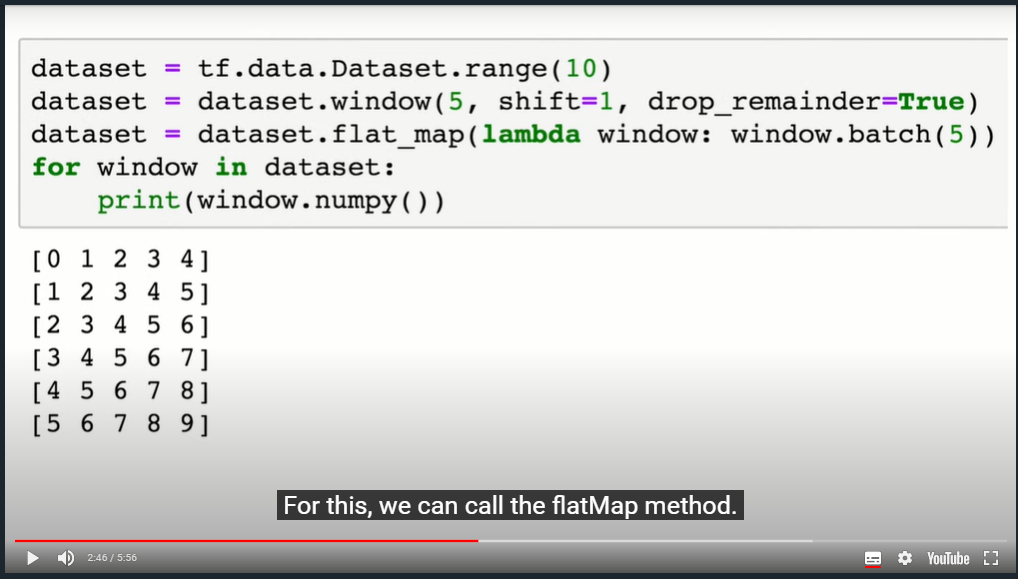 dataset = tf.data.Dataset.range(10)
dataset = dataset.window(5, shift=1, drop_remainder=True)
dataset = dataset.flat_map(lambda window: window.batch(5))
for window in dataset:
    print(window.numpy())
[0 1 2 3 4]
[1 2 3 4 5]
[2 3 4 5 6]
[3 4 5 6 7]
[4 5 6 7 8]
[5 6 7 8 9]
For this, we can call the flatMap method.
2:46 / 5:56
YouTube